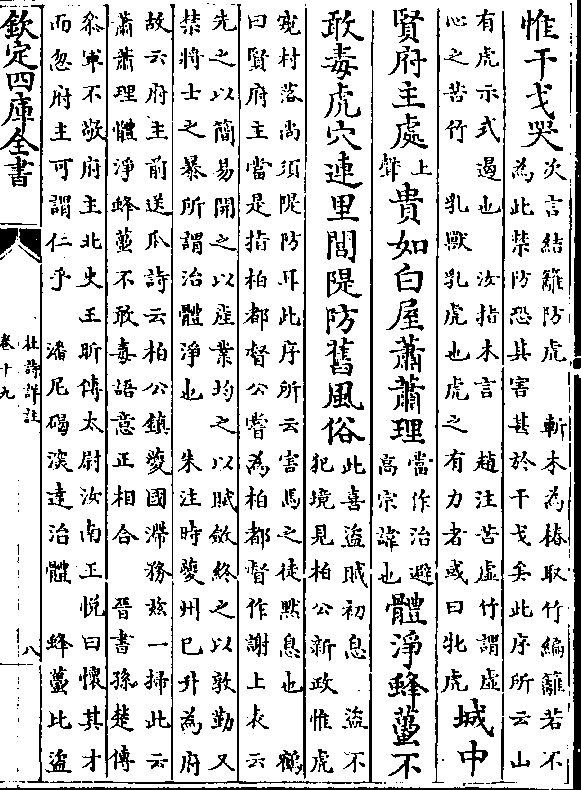 惟干戈哭
次言結籬防虎　斬木為樁取竹編籬若不
為此禁防恐其害甚於干戈矣此序所云山
有虎示式遏也　汝指木言　趙注苦虛竹謂虛
心之苦竹　乳獸乳虎也虎之有力者或曰牝虎
城中
賢府主處
上
聲
貴如白屋蕭蕭理
當作治避
高宗諱也
體淨蜂蠆不
敢毒虎穴連里閭隄防舊風俗
此喜盜賊初息　盜不
犯境見柏公新政惟虎
寛村落尚須隄防耳此序所云害馬之徒黙息也　鶴
曰賢府主當是指柏都督公嘗為柏都督作謝上表云
先之以簡易開之以産業均之以賦斂終之以敦勤又
禁將士之暴所謂治體淨也　朱注時夔州已升為府
故云府主前送瓜詩云柏公鎮夔國滯務兹一掃此云
蕭蕭理體淨蜂蠆不敢毒語意正相合　晉書孫楚傳
叅軍不敬府主北史王昕傳太尉汝南王悦曰懷其才
而忽府主可謂仁乎　潘尼碣溪達治體　蜂蠆比盜
欽定四庫全書
杜詩詳註
卷十九
八